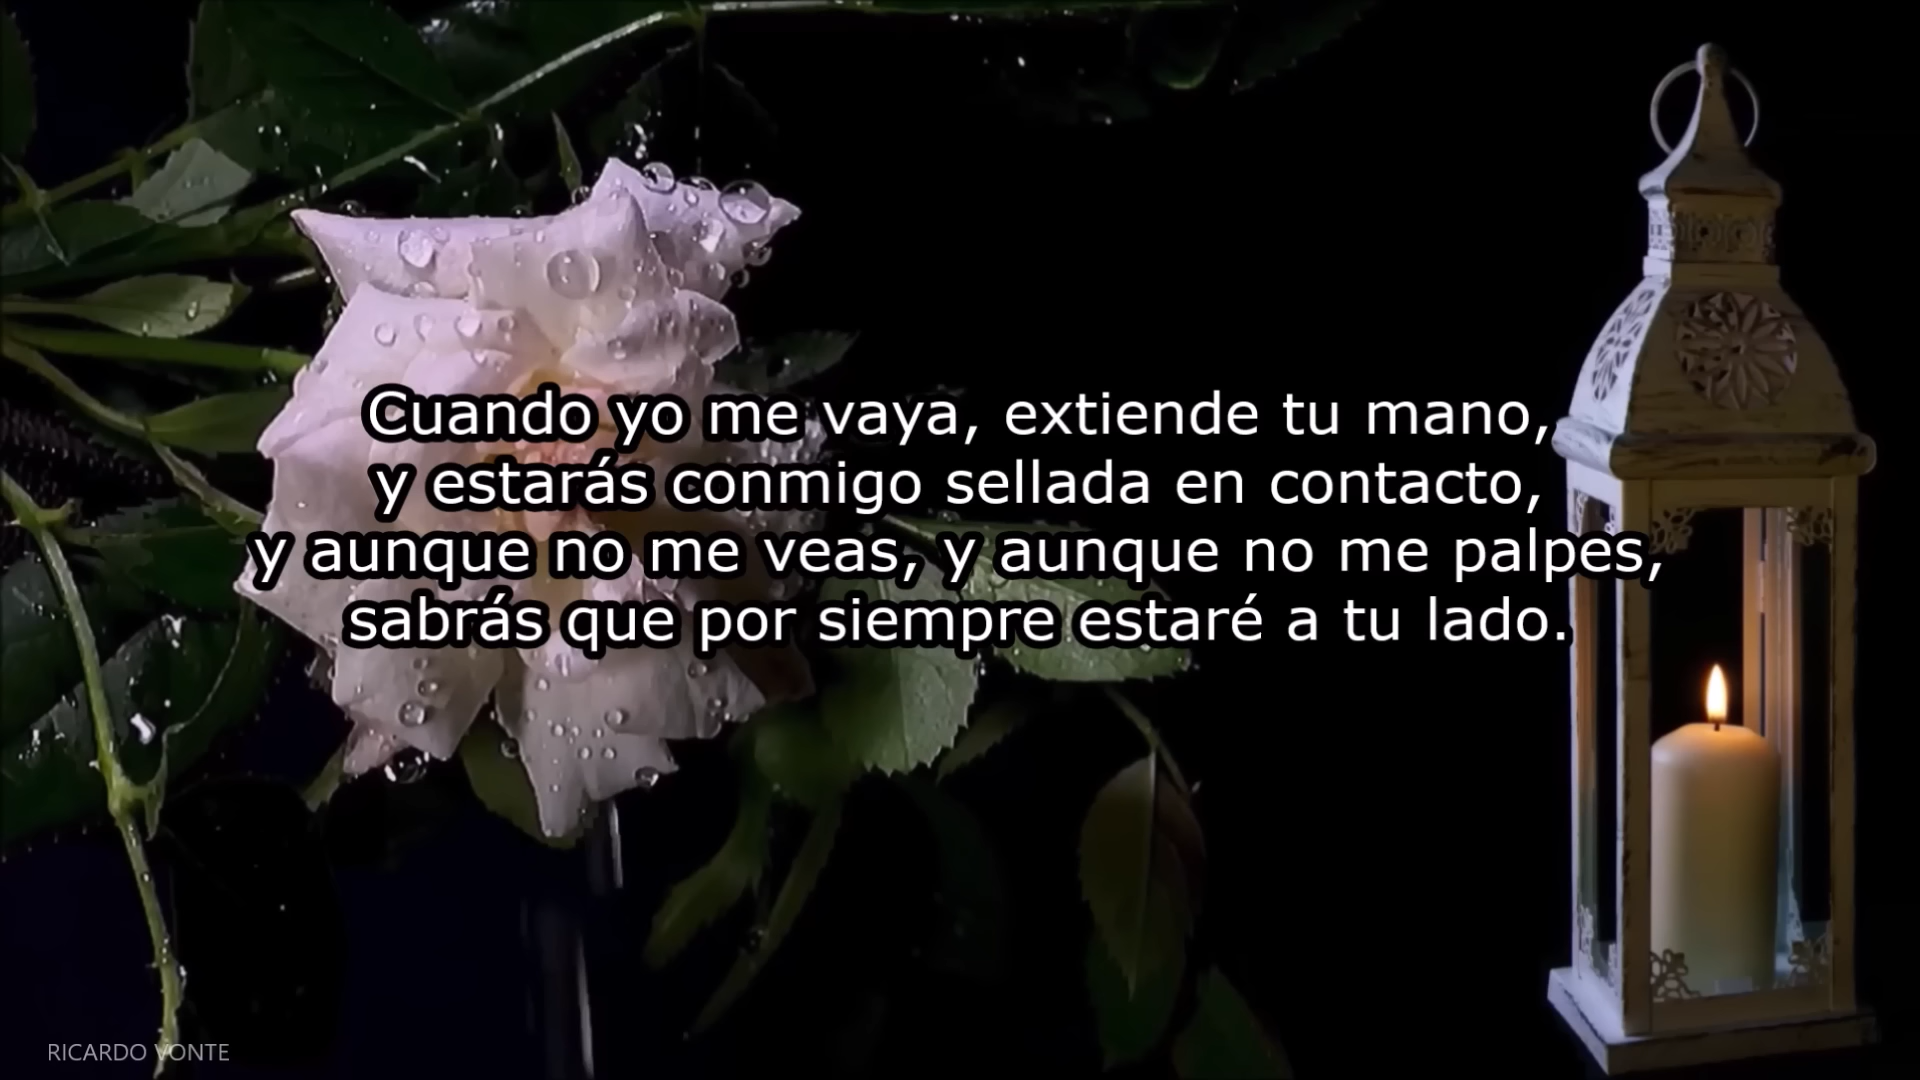 Cuando yo me vaya, extiende tu mano,
y estarás conmigo sellada en contacto,
y aunque no me veas, y aunque no me palpes,
sabrás que por siempre estaré a tu lado.
RICARDO VONTE